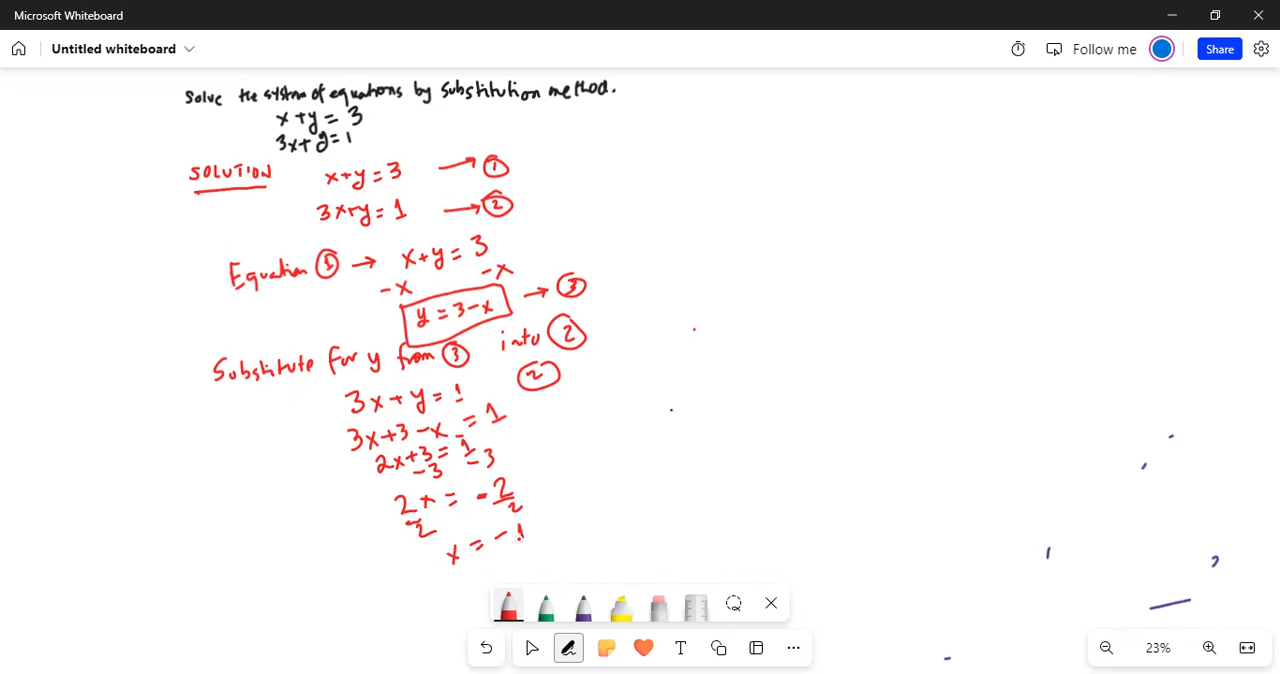 Microsoft Whiteboard
Untitled whiteboard
Follow me
Share
Solve the system of equations by substitution method.
x+y = 3
3x+y=1
SOLUTION
x+y = 3 → ①
3x+y = 1 → ②
Equation ① → x+y = 3
-x -x
y = 3-x → ③
Substitute for y from ③ into ②
②
3x+y = 1
3x+3-x = 1
2x+3 = 1
-3 -3
2x = -2
2 2
x = -1
T
23%